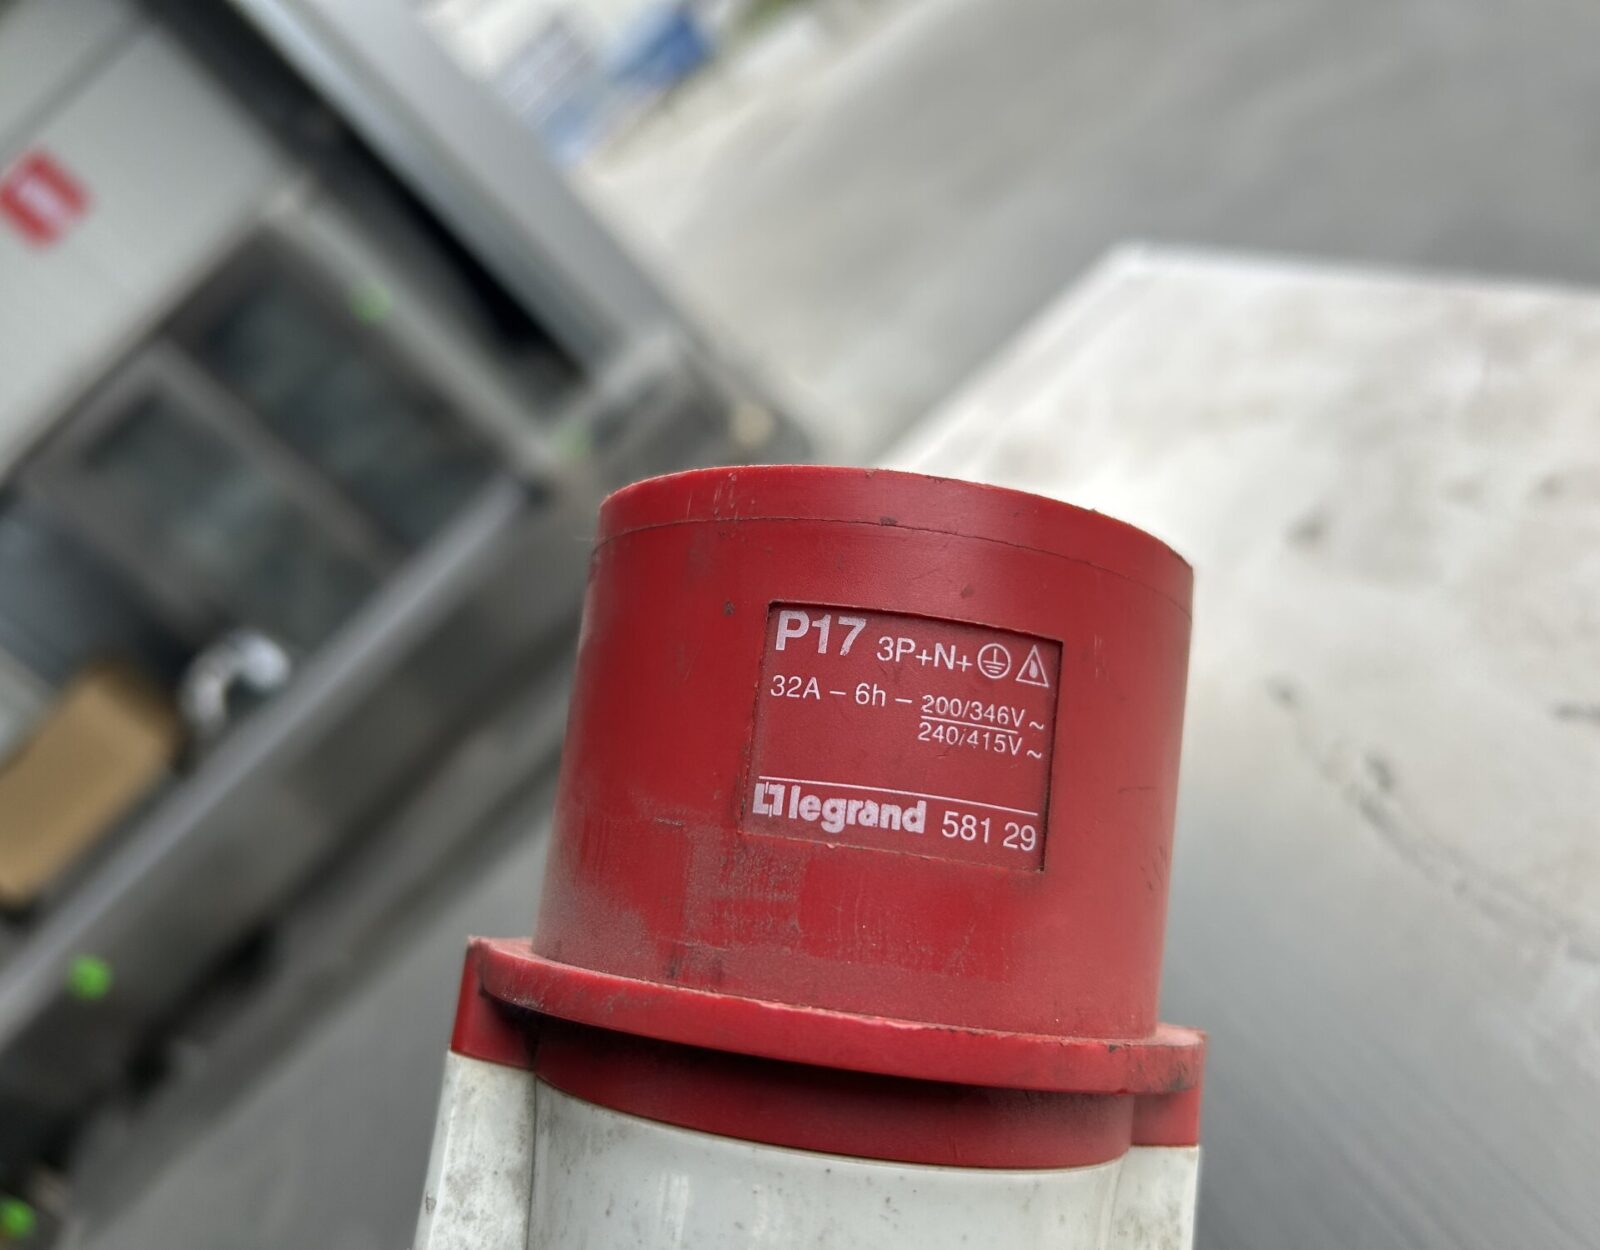 P17 3P+N+
32A – 6h – 200/346V~
240/415V~
legrand 581 29